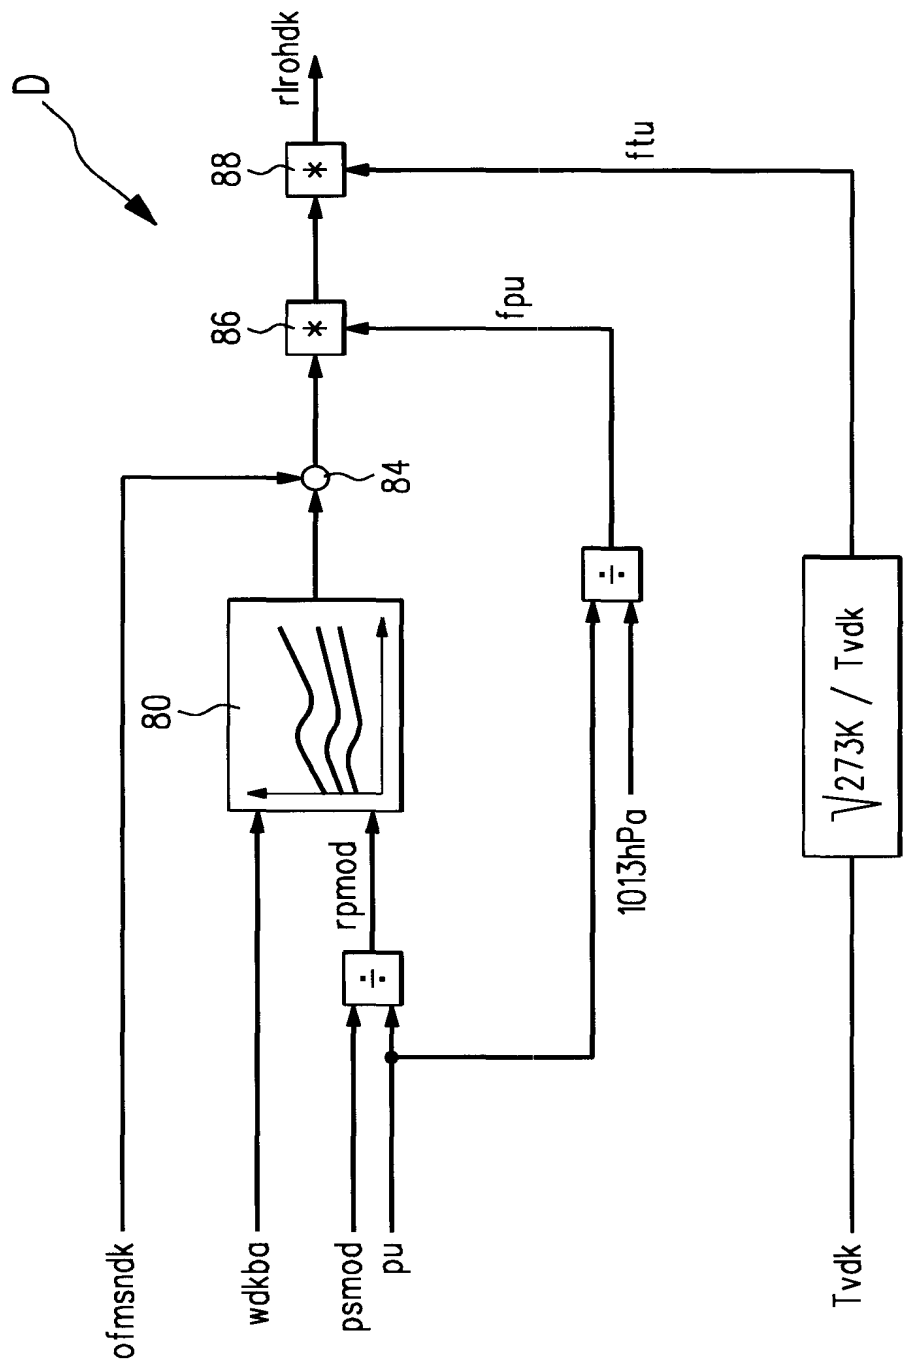 D
ofmsndk
wdkba
psmod
pu
Tvdk
rpmod
80
84
86
88
rlrohdk
÷
÷
*
*
1013hPa
fpu
ftu
√273K / Tvdk